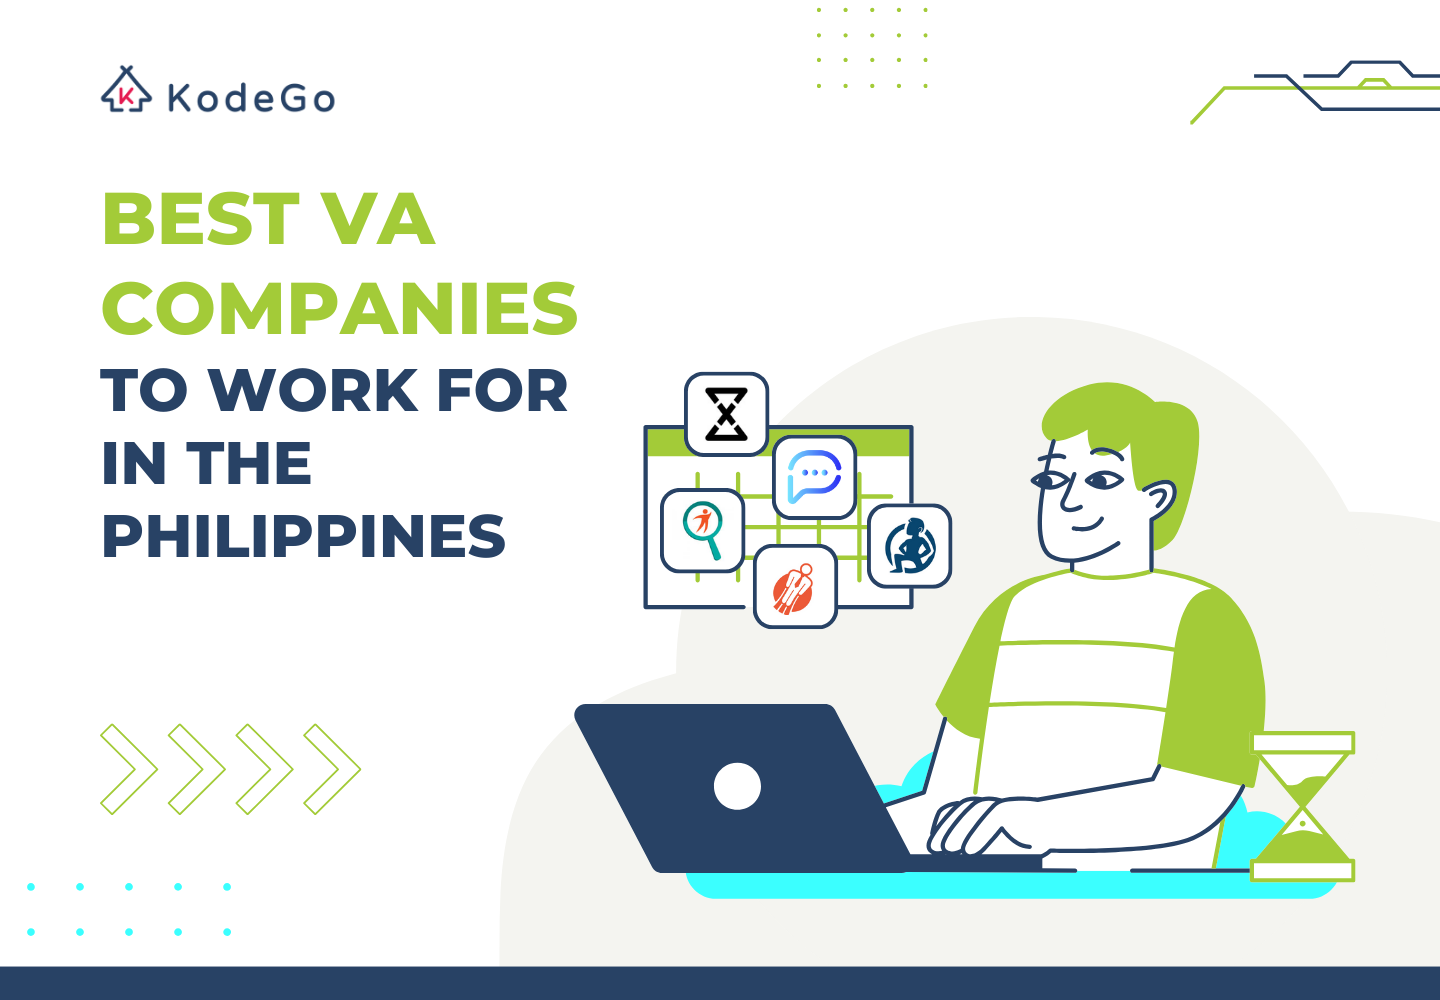 KodeGo
BEST VA
COMPANIES
TO WORK FOR
IN THE
PHILIPPINES